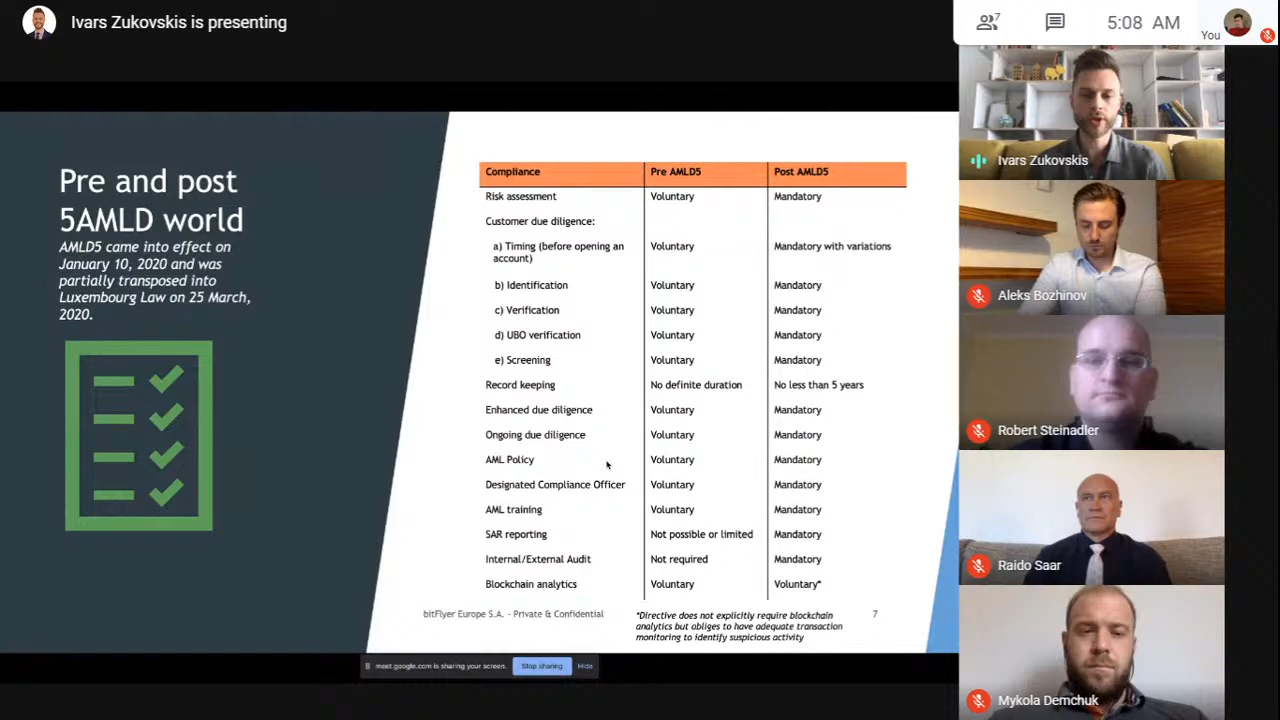 Ivars Zukovskis is presenting
7
5:08 AM
You
Pre and post
5AMLD world
AMLD5 came into effect on
January 10, 2020 and was
partially transposed into
Luxembourg Law on 25 March,
2020.
Compliance Pre AMLD5 Post AMLD5
Risk assessment Voluntary Mandatory
Customer due diligence:
a) Timing (before opening an
account) Voluntary Mandatory with variations
b) Identification Voluntary Mandatory
c) Verification Voluntary Mandatory
d) UBO verification Voluntary Mandatory
e) Screening Voluntary Mandatory
Record keeping No definite duration No less than 5 years
Enhanced due diligence Voluntary Mandatory
Ongoing due diligence Voluntary Mandatory
AML Policy Voluntary Mandatory
Designated Compliance Officer Voluntary Mandatory
AML training Voluntary Mandatory
SAR reporting Not possible or limited Mandatory
Internal/External Audit Not required Mandatory
Blockchain analytics Voluntary Voluntary*
bitFlyer Europe S.A. - Private & Confidential
*Directive does not explicitly require blockchain
analytics but obliges to have adequate transaction
monitoring to identify suspicious activity
7
meet.google.com is sharing your screen. Stop sharing Hide
Ivars Zukovskis
Aleks Bozhinov
Robert Steinadler
Raido Saar
Mykola Demchuk